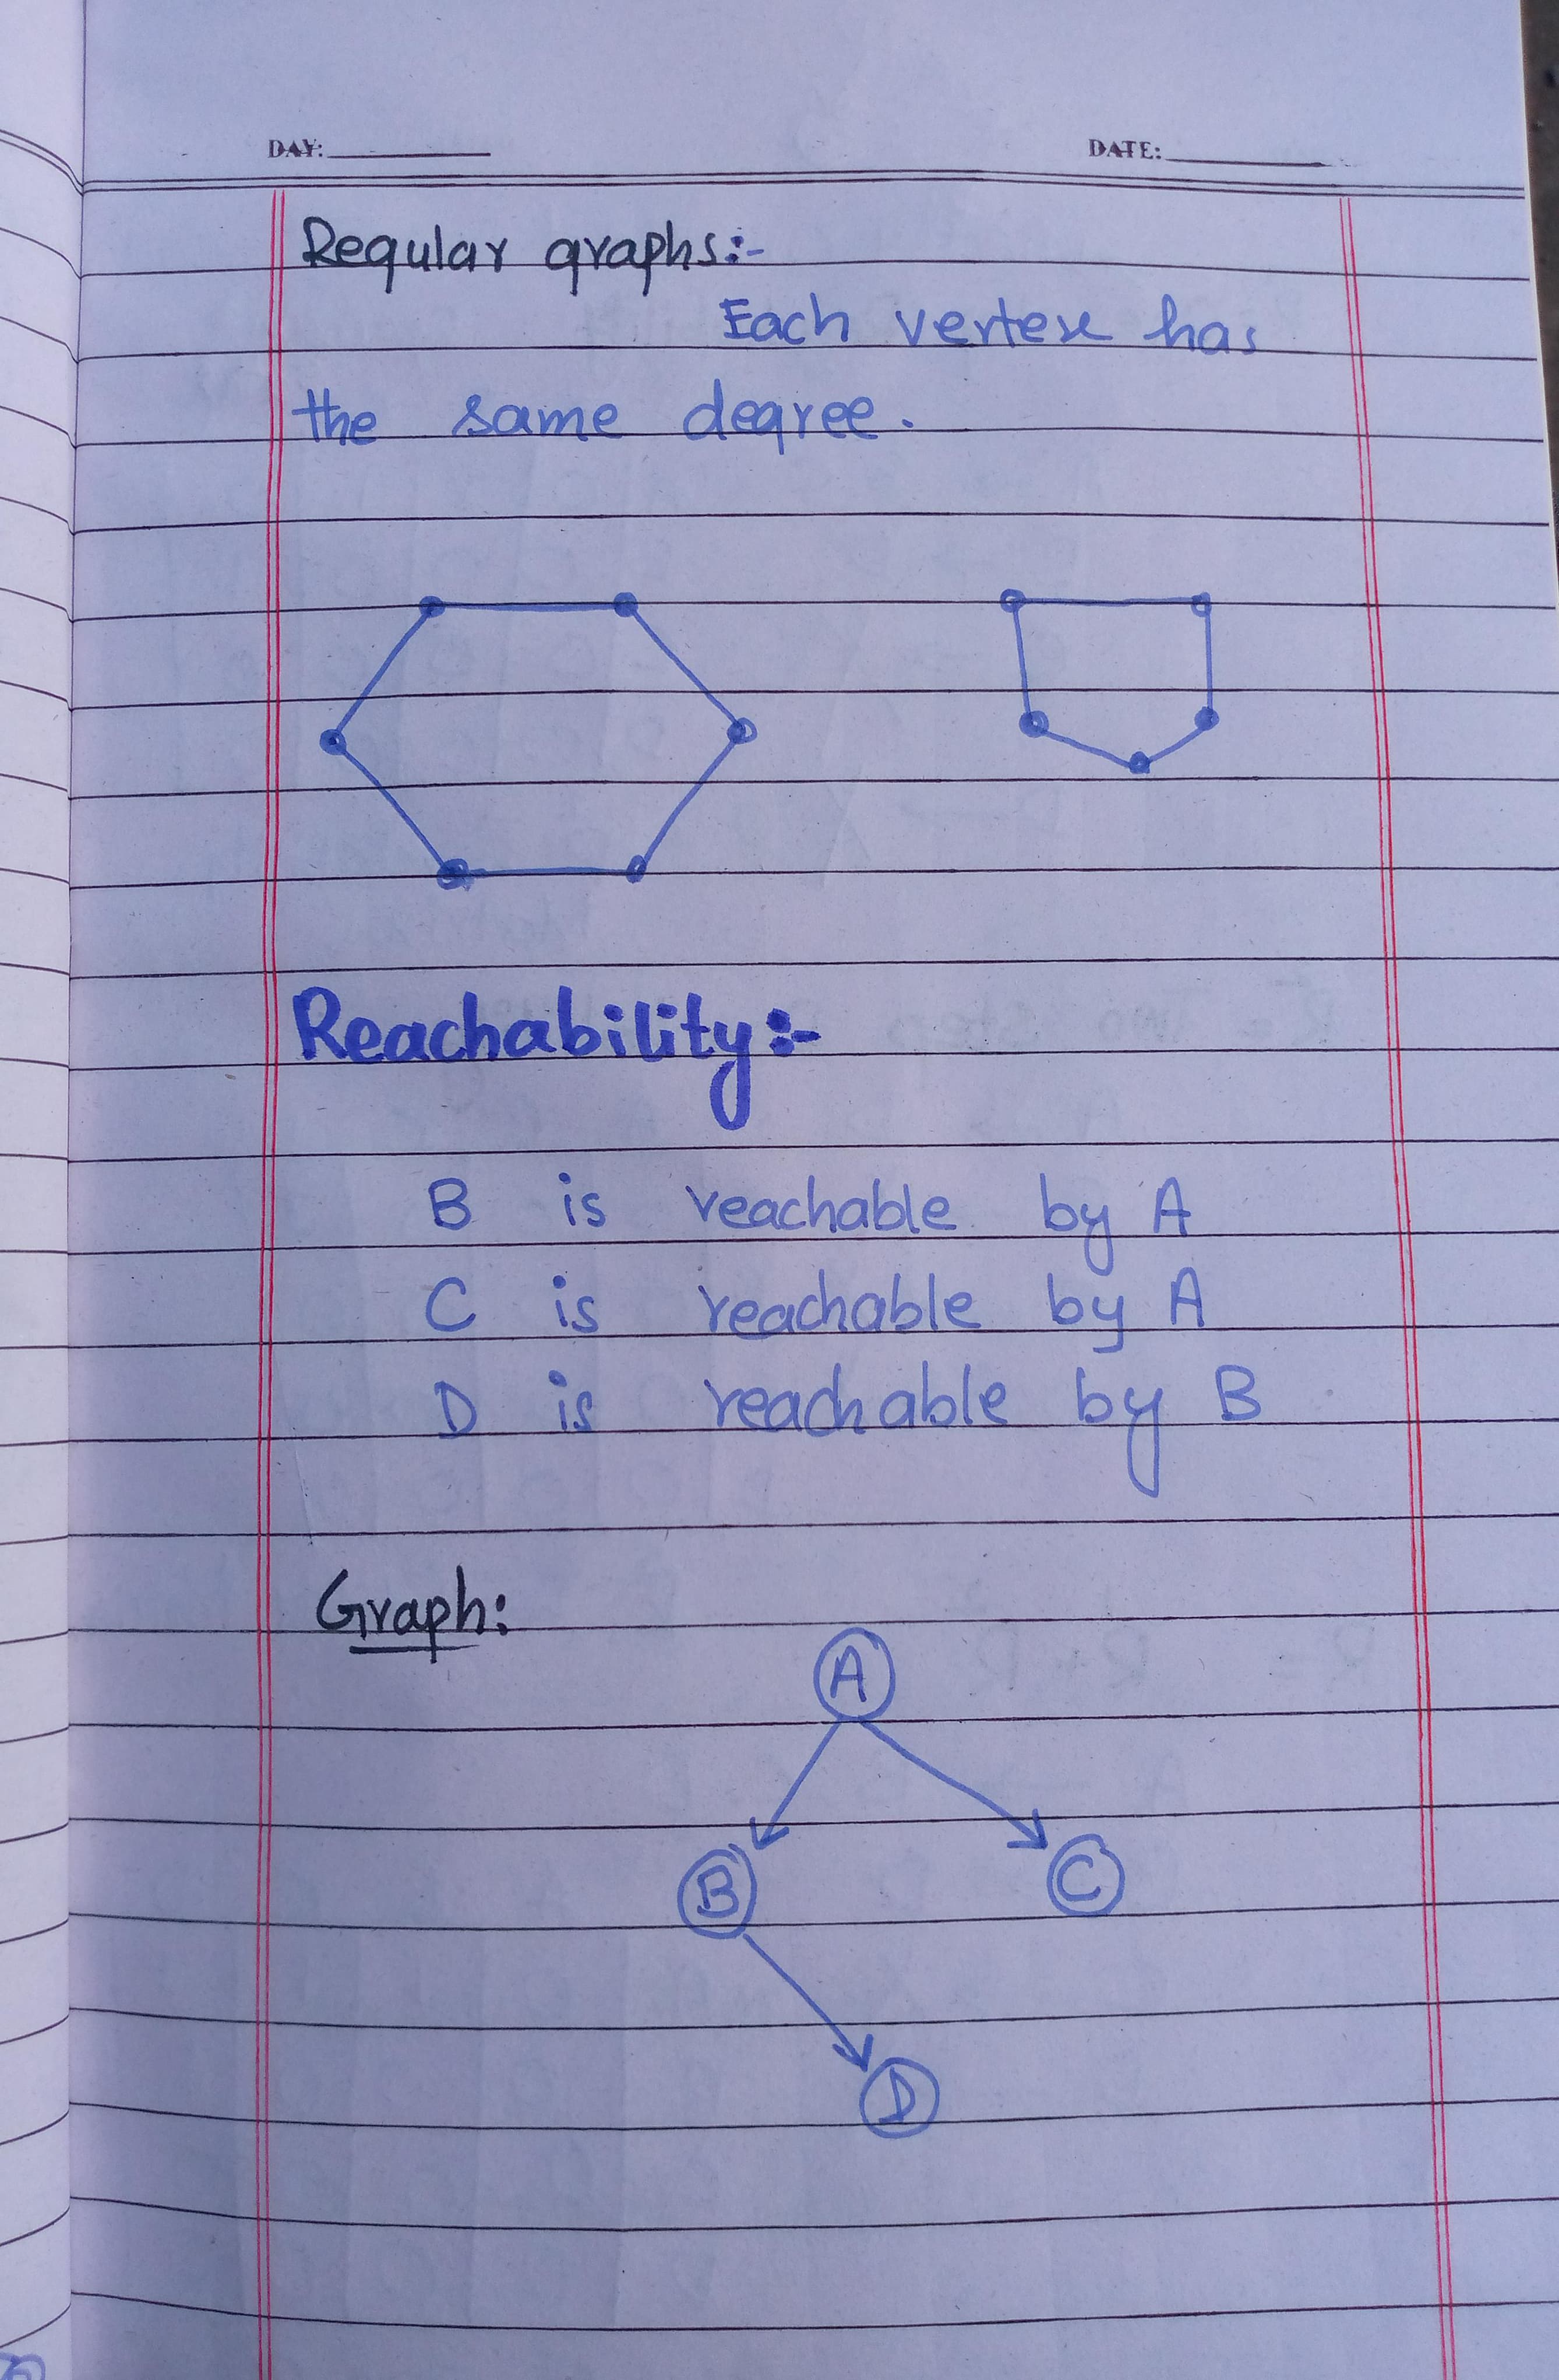 DAY: DATE:
Regular graphs:-
Each vertex has
the same degree.
Reachability:-
B is reachable by A
C is reachable by A
D is reachable by B
Graph:
A
B C
D